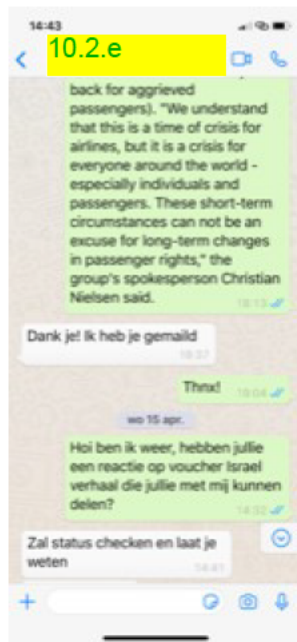 14:43
10.2.e
back for aggrieved
passengers). "We understand
that this is a time of crisis for
airlines, but it is a crisis for
everyone around the world -
especially individuals and
passengers. These short-term
circumstances can not be an
excuse for long-term changes
in passenger rights," the
group's spokesperson Christian
Nielsen said.
18:13
Dank je! Ik heb je gemaild
18:37
Thnx!
19:04
wo 15 apr.
Hoi ben ik weer, hebben jullie
een reactie op voucher Israel
verhaal die jullie met mij kunnen
delen?
14:32
Zal status checken en laat je
weten
14:41